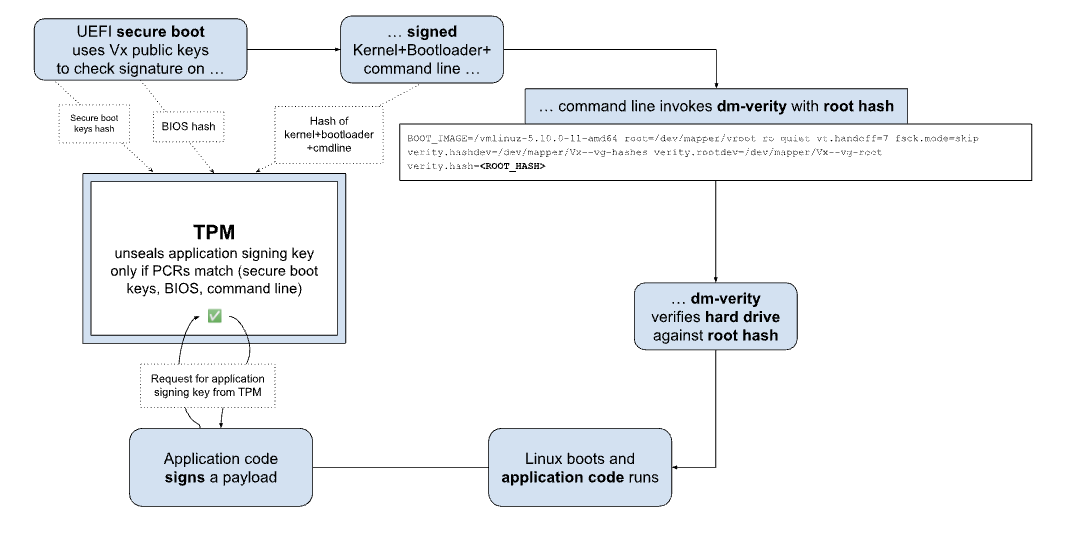 UEFI secure boot
uses Vx public keys
to check signature on …
… signed
Kernel+Bootloader+
command line …
… command line invokes dm-verity with root hash
BOOT_IMAGE=/vmlinuz-5.10.0-11-amd64 root=/dev/mapper/vroot ro quiet vt.handoff=7 fsck.mode=skip
verity.hashdev=/dev/mapper/Vx--vg-hashes verity.rootdev=/dev/mapper/Vx--vg-root
verity.hash=<ROOT_HASH>
Secure boot
keys hash
BIOS hash
Hash of
kernel+bootloader
+cmdline
TPM
unseals application signing key
only if PCRs match (secure boot
keys, BIOS, command line)
… dm-verity
verifies hard drive
against root hash
Request for application
signing key from TPM
Application code
signs a payload
Linux boots and
application code runs